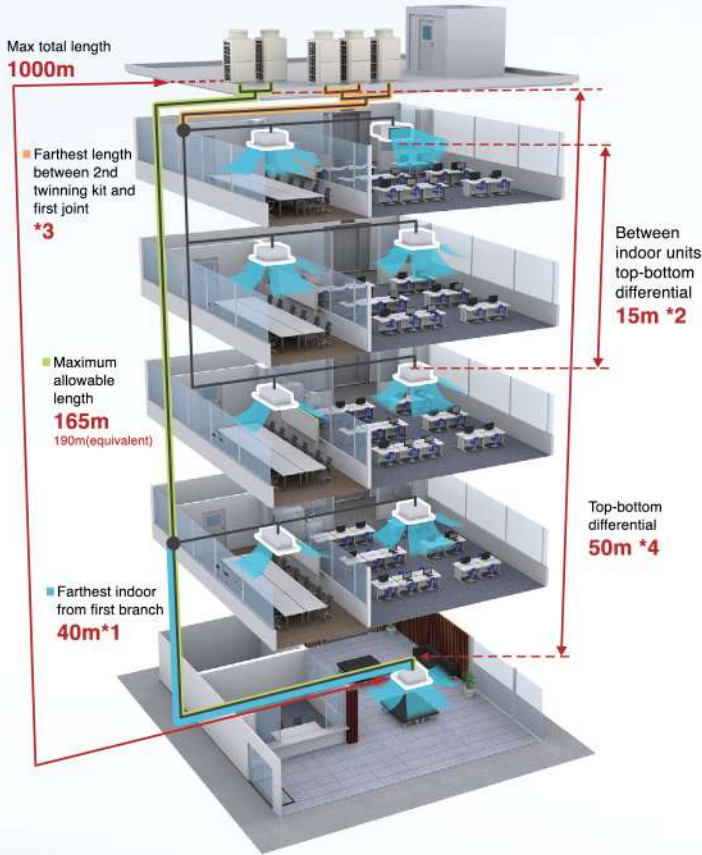 Max total length
1000m
Farthest length
between 2nd
twinning kit and
first joint
*3
Between
indoor units
top-bottom
differential
15m *2
Maximum
allowable
length
165m
190m(equivalent)
Top-bottom
differential
50m *4
Farthest indoor
from first branch
40m*1